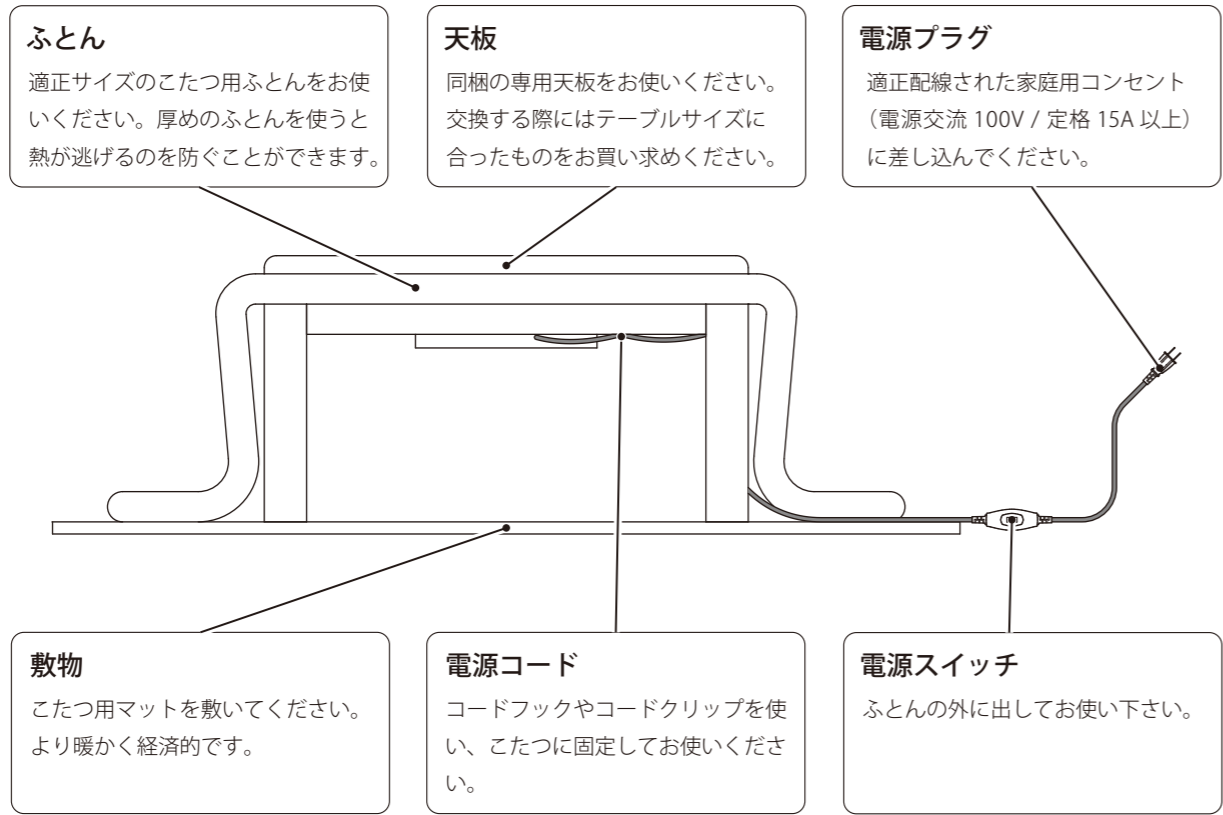 ふとん
適正サイズのこたつ用ふとんをお使
いください。厚めのふとんを使うと
熱が逃げるのを防ぐことができます。
天板
同梱の専用天板をお使いください。
交換する際にはテーブルサイズに
合ったものをお買い求めください。
電源プラグ
適正配線された家庭用コンセント
（電源交流 100V / 定格 15A 以上）
に差し込んでください。
敷物
こたつ用マットを敷いてください。
より暖かく経済的です。
電源コード
コードフックやコードクリップを使
い、こたつに固定してお使いくださ
い。
電源スイッチ
ふとんの外に出してお使い下さい。